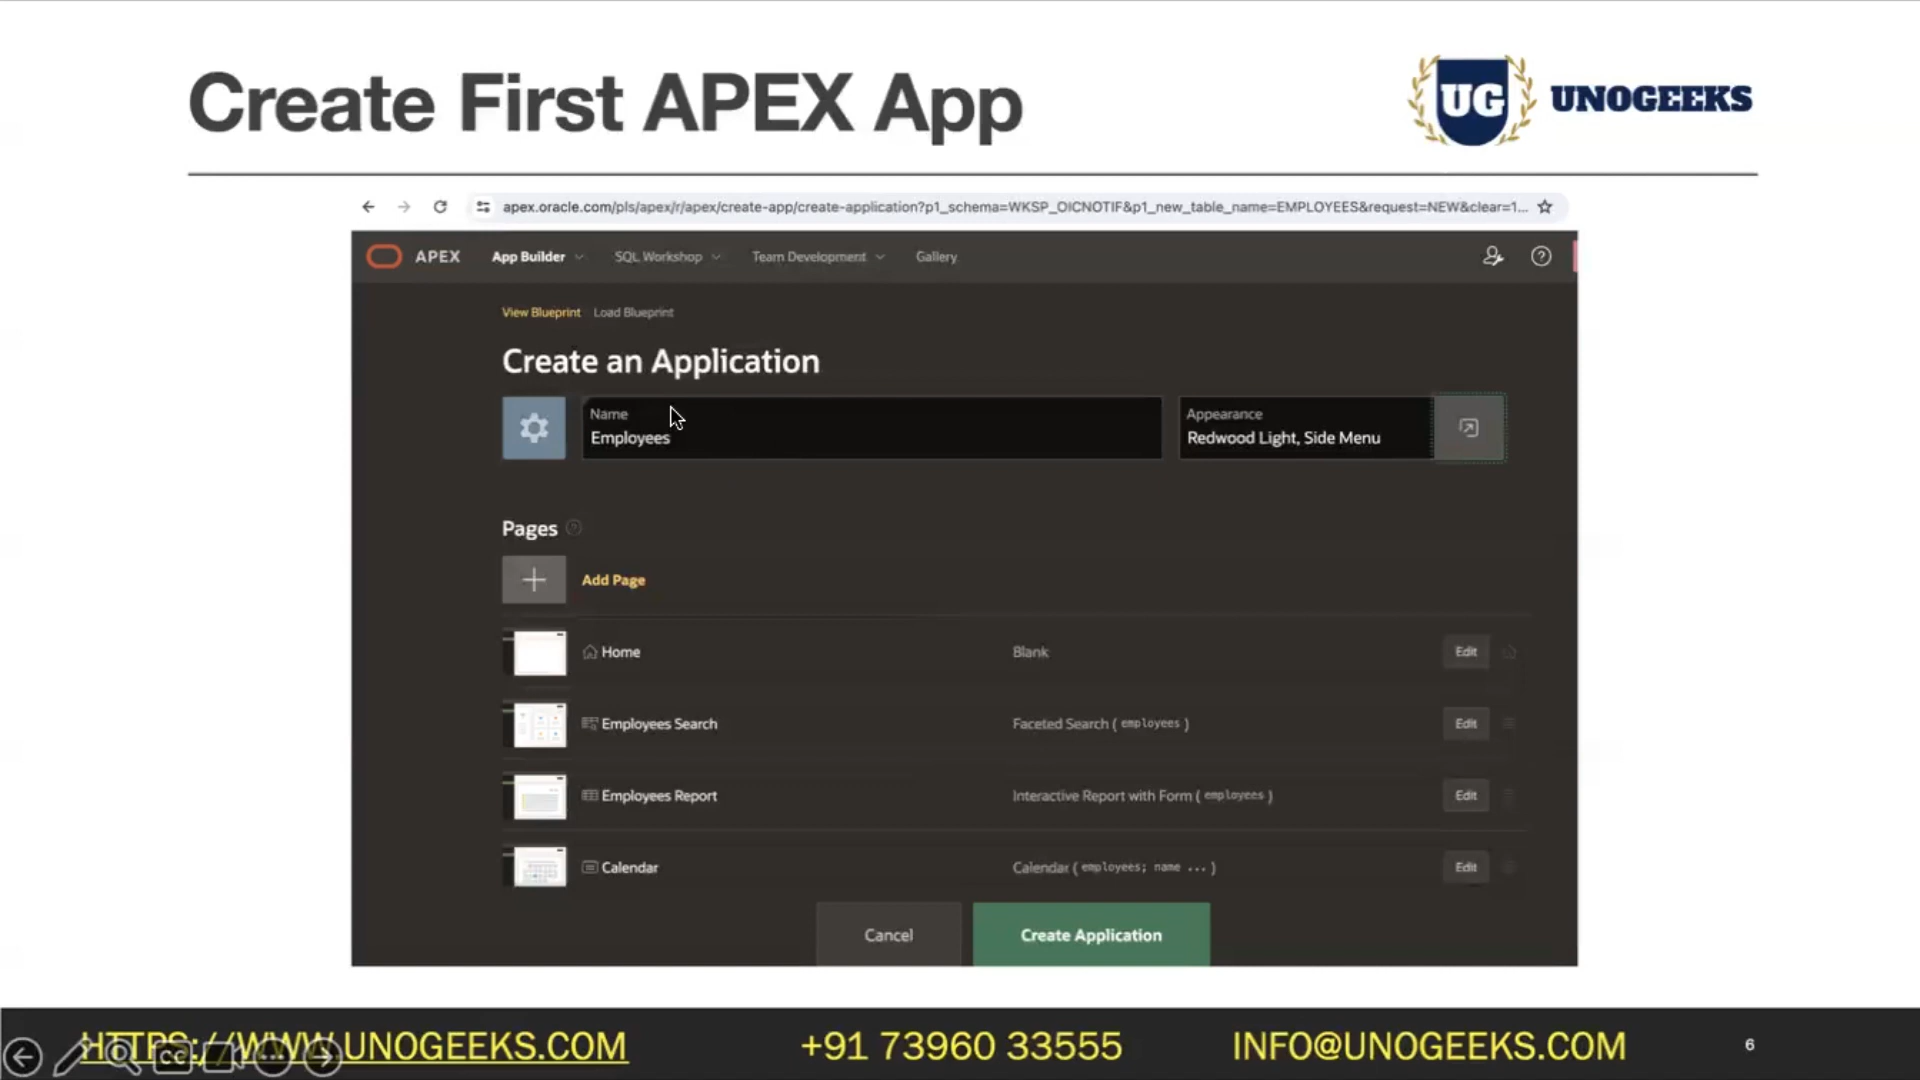 Create First APEX App
UG UNOGEEKS
apex.oracle.com/pls/apex/r/apex/create-app/create-application?p1_schema=WKSP_OICNOTIF&p1_new_table_name=EMPLOYEES&request=NEW&clear=1...
APEX App Builder SQL Workshop Team Development Gallery
View Blueprint Load Blueprint
Create an Application
Name
Employees
Appearance
Redwood Light, Side Menu
Pages
Add Page
Home Blank Edit
Employees Search Faceted Search ( employees ) Edit
Employees Report Interactive Report with Form ( employees ) Edit
Calendar Calendar ( employees; name ... ) Edit
Cancel Create Application
HTTPS://WWW.UNOGEEKS.COM +91 73960 33555 INFO@UNOGEEKS.COM 6
CC